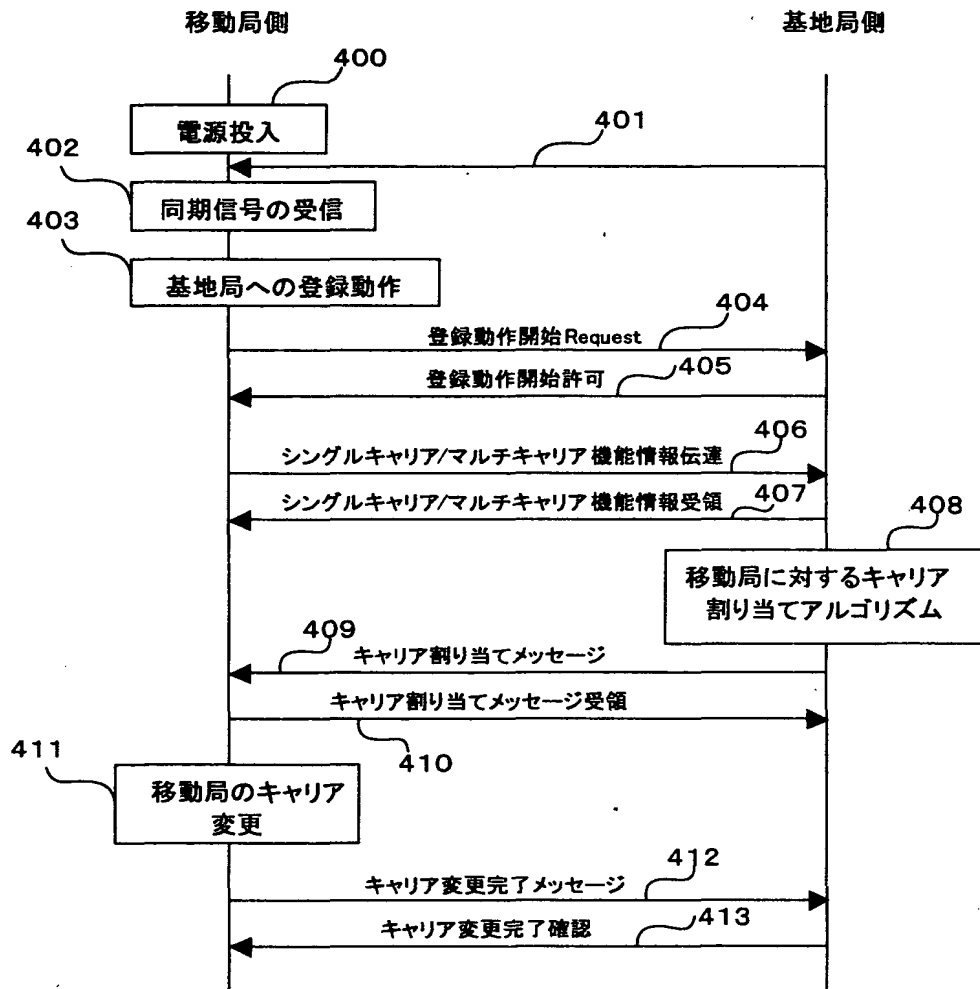 移動局側
基地局側
400
電源投入
401
402
同期信号の受信
403
基地局への登録動作
404
登録動作開始Request
登録動作開始許可
405
406
シングルキャリア/マルチキャリア機能情報伝達
シングルキャリア/マルチキャリア機能情報受領
407
408
移動局に対するキャリア
割り当てアルゴリズム
409
キャリア割り当てメッセージ
キャリア割り当てメッセージ受領
410
411
移動局のキャリア
変更
キャリア変更完了メッセージ
412
キャリア変更完了確認
413